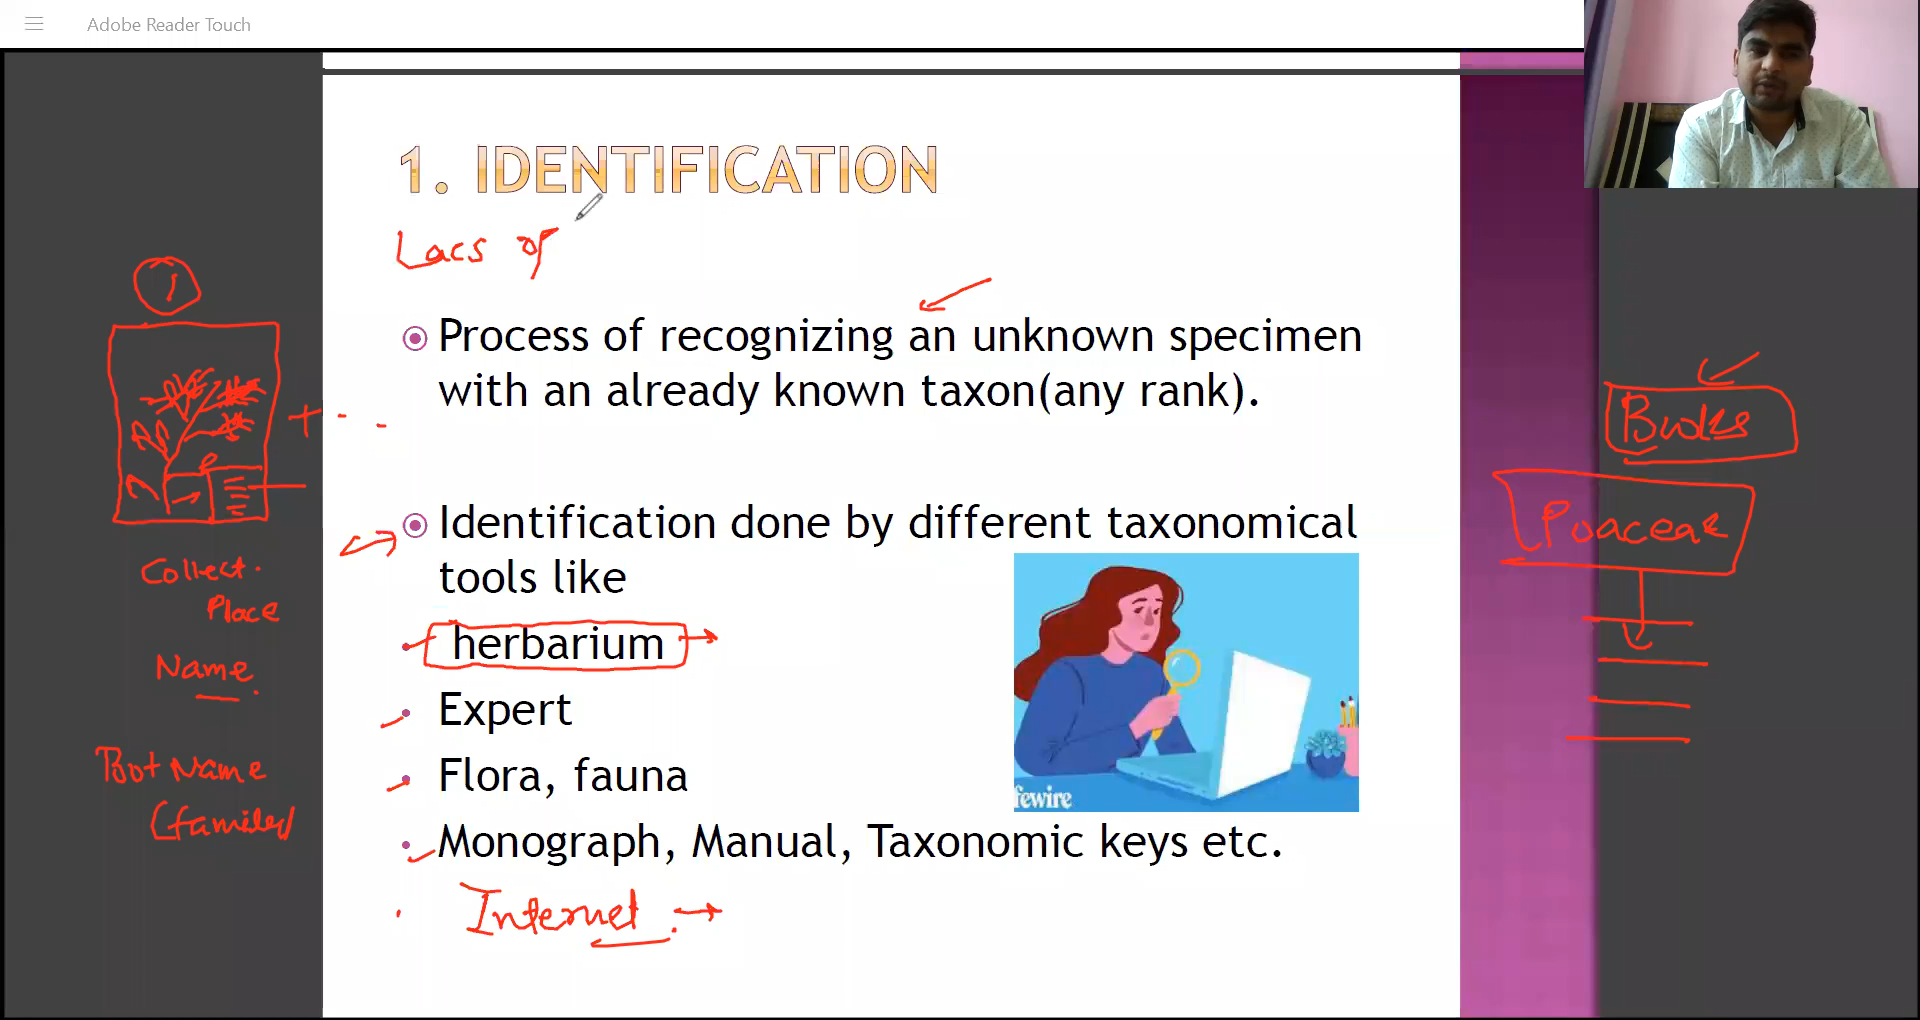 Adobe Reader Touch
1. IDENTIFICATION
Lacs of
Process of recognizing an unknown specimen
with an already known taxon(any rank).
Identification done by different taxonomical
tools like
herbarium
Expert
Flora, fauna
Monograph, Manual, Taxonomic keys etc.
Internet.
fewire
1
Collect.
Place
Name.
Bot Name
Books
Poaceae